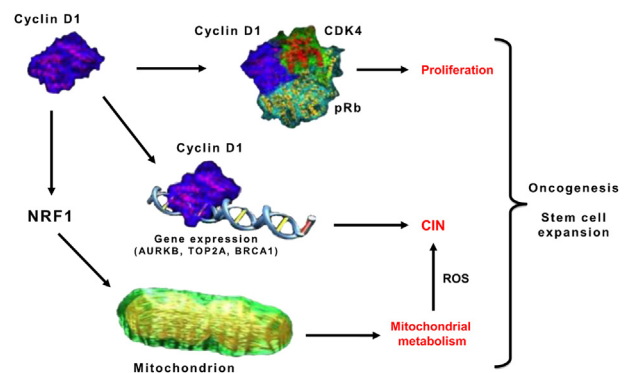 Cyclin D1
Cyclin D1
CDK4
Proliferation
pRb
Cyclin D1
Oncogenesis
Stem cell
expansion
NRF1
Gene expression
(AURKB, TOP2A, BRCA1)
CIN
ROS
Mitochondrial
metabolism
Mitochondrion